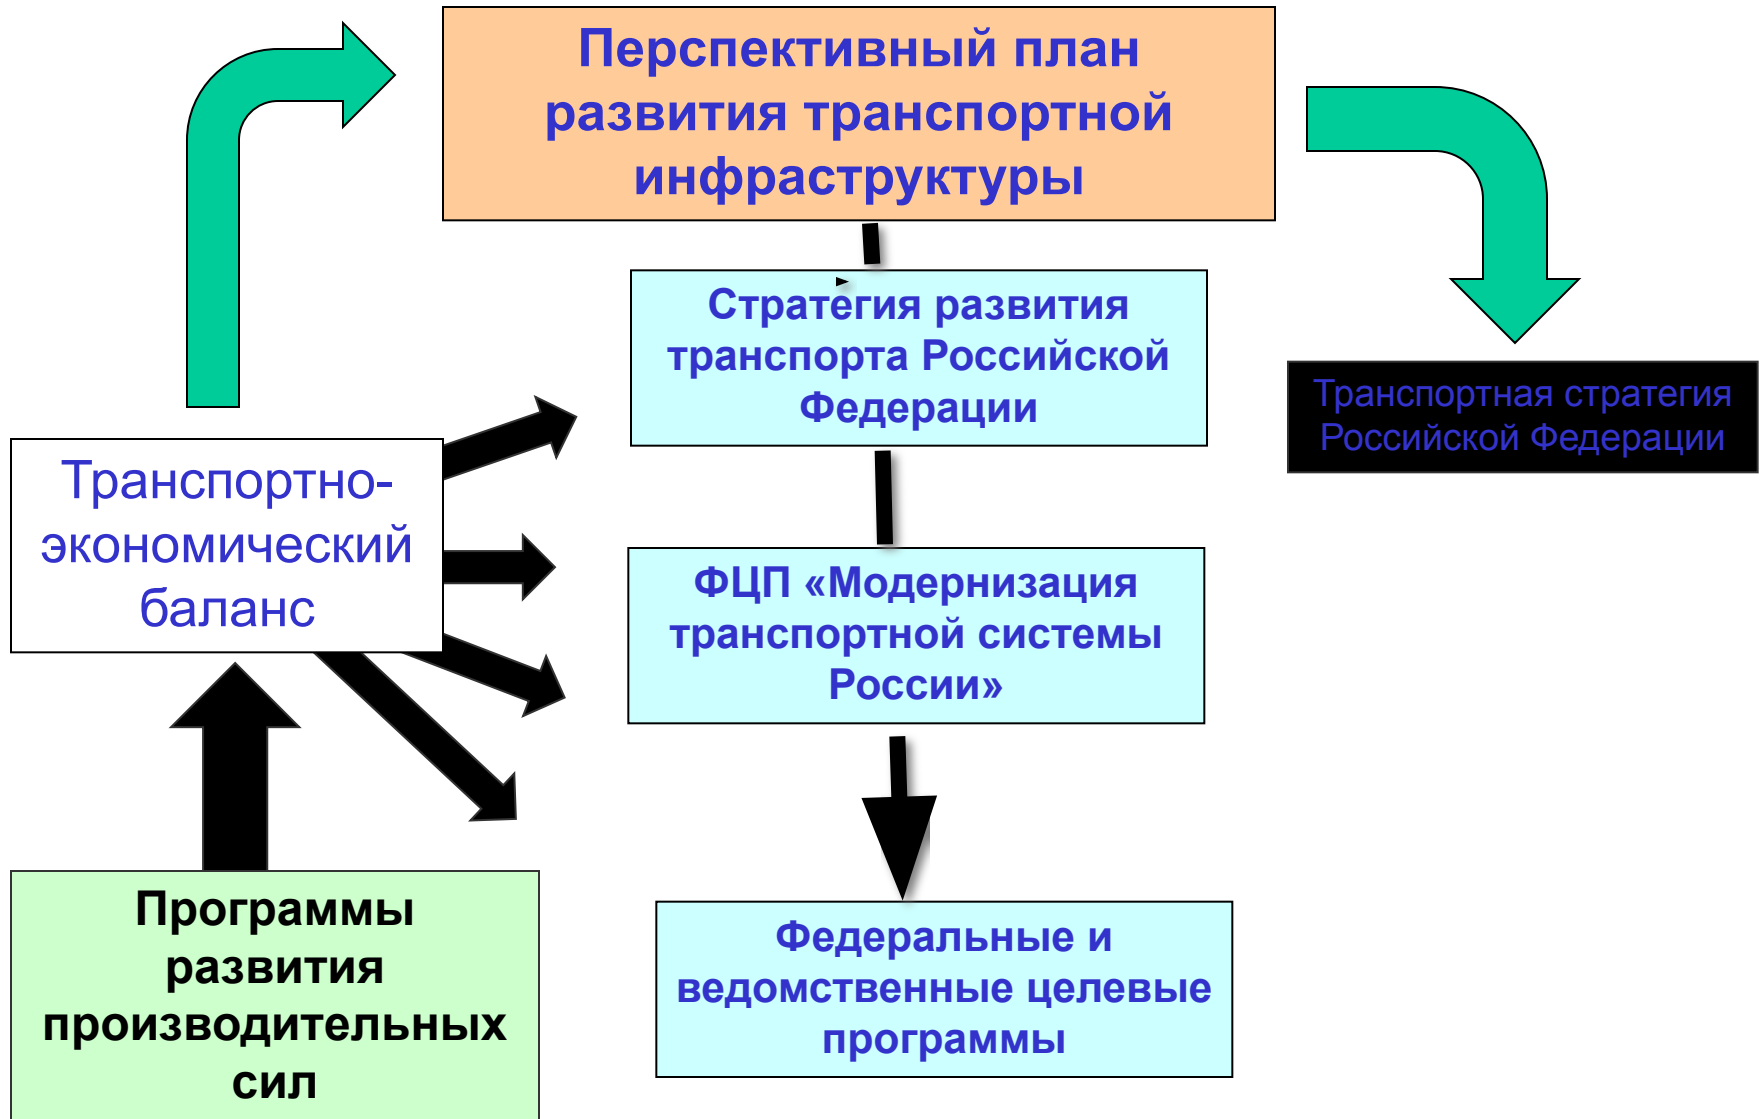 Перспективный план
развития транспортной
инфраструктуры
Стратегия развития
транспорта Российской
Федерации
Транспортная стратегия
Российской Федерации
Транспортно-
экономический
баланс
ФЦП «Модернизация
транспортной системы
России»
Программы
развития
производительных
сил
Федеральные и
ведомственные целевые
программы